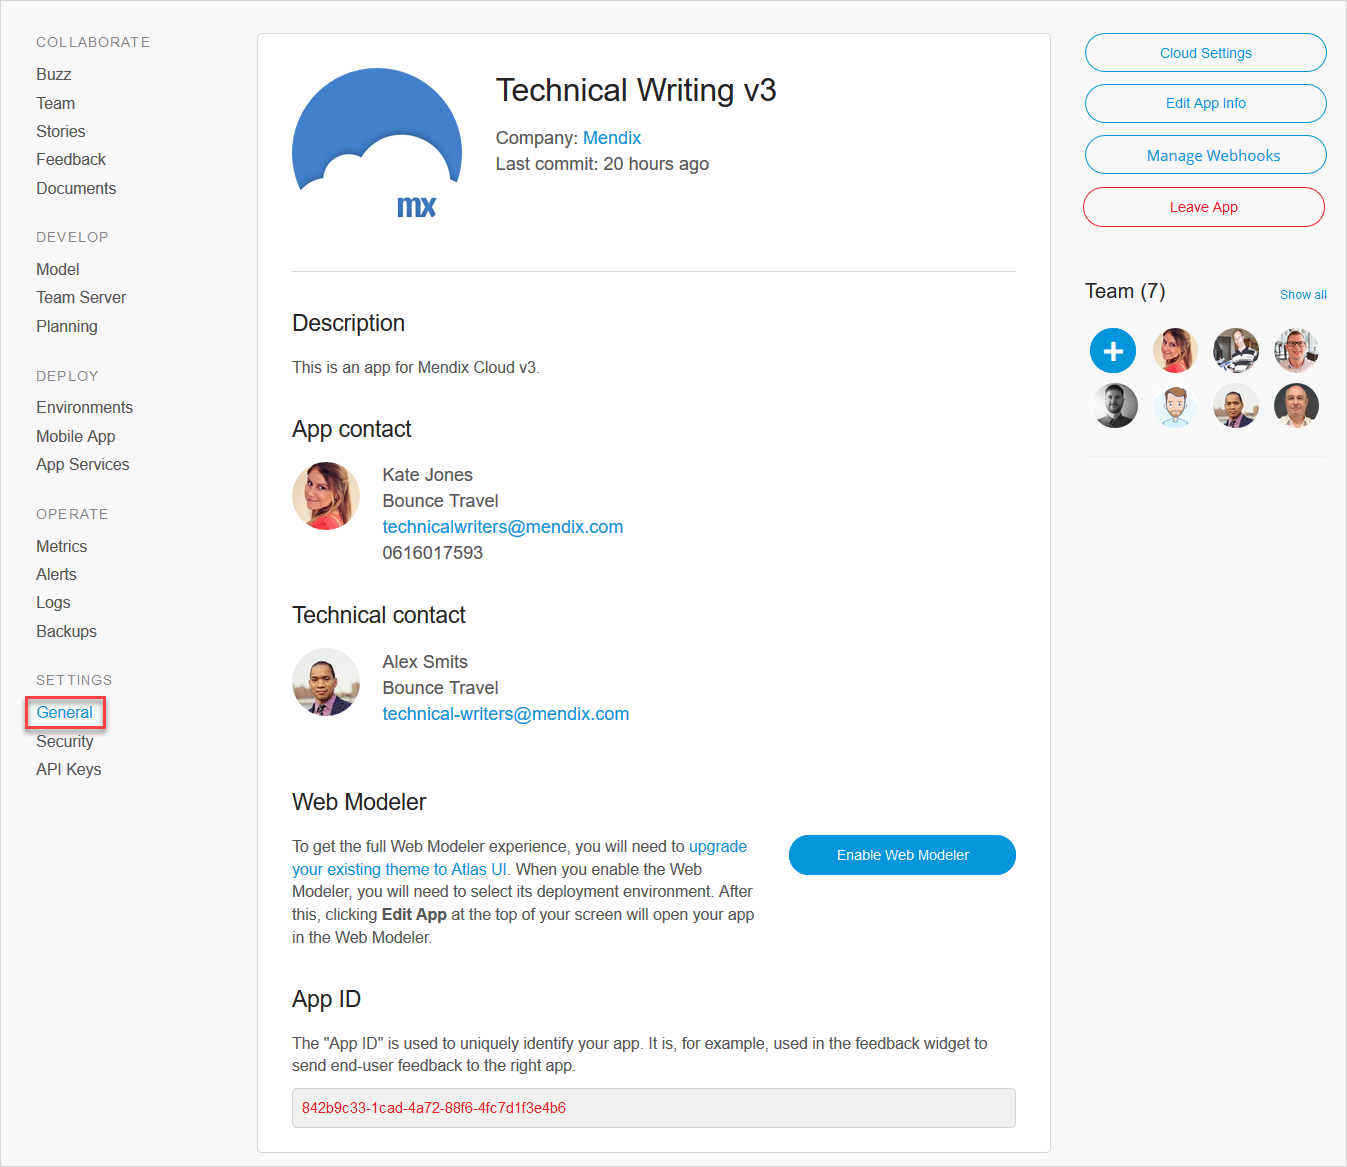 COLLABORATE
Buzz
Team
Stories
Feedback
Documents
DEVELOP
Model
Team Server
Planning
DEPLOY
Environments
Mobile App
App Services
OPERATE
Metrics
Alerts
Logs
Backups
SETTINGS
General
Security
API Keys
mx
Technical Writing v3
Company: Mendix
Last commit: 20 hours ago
Description
This is an app for Mendix Cloud v3.
App contact
Kate Jones
Bounce Travel
technicalwriters@mendix.com
0616017593
Technical contact
Alex Smits
Bounce Travel
technical-writers@mendix.com
Web Modeler
To get the full Web Modeler experience, you will need to upgrade
your existing theme to Atlas UI. When you enable the Web
Modeler, you will need to select its deployment environment. After
this, clicking Edit App at the top of your screen will open your app
in the Web Modeler.
Enable Web Modeler
App ID
The "App ID" is used to uniquely identify your app. It is, for example, used in the feedback widget to
send end-user feedback to the right app.
842b9c33-1cad-4a72-88f6-4fc7d1f3e4b6
Cloud Settings
Edit App Info
Manage Webhooks
Leave App
Team (7)
Show all